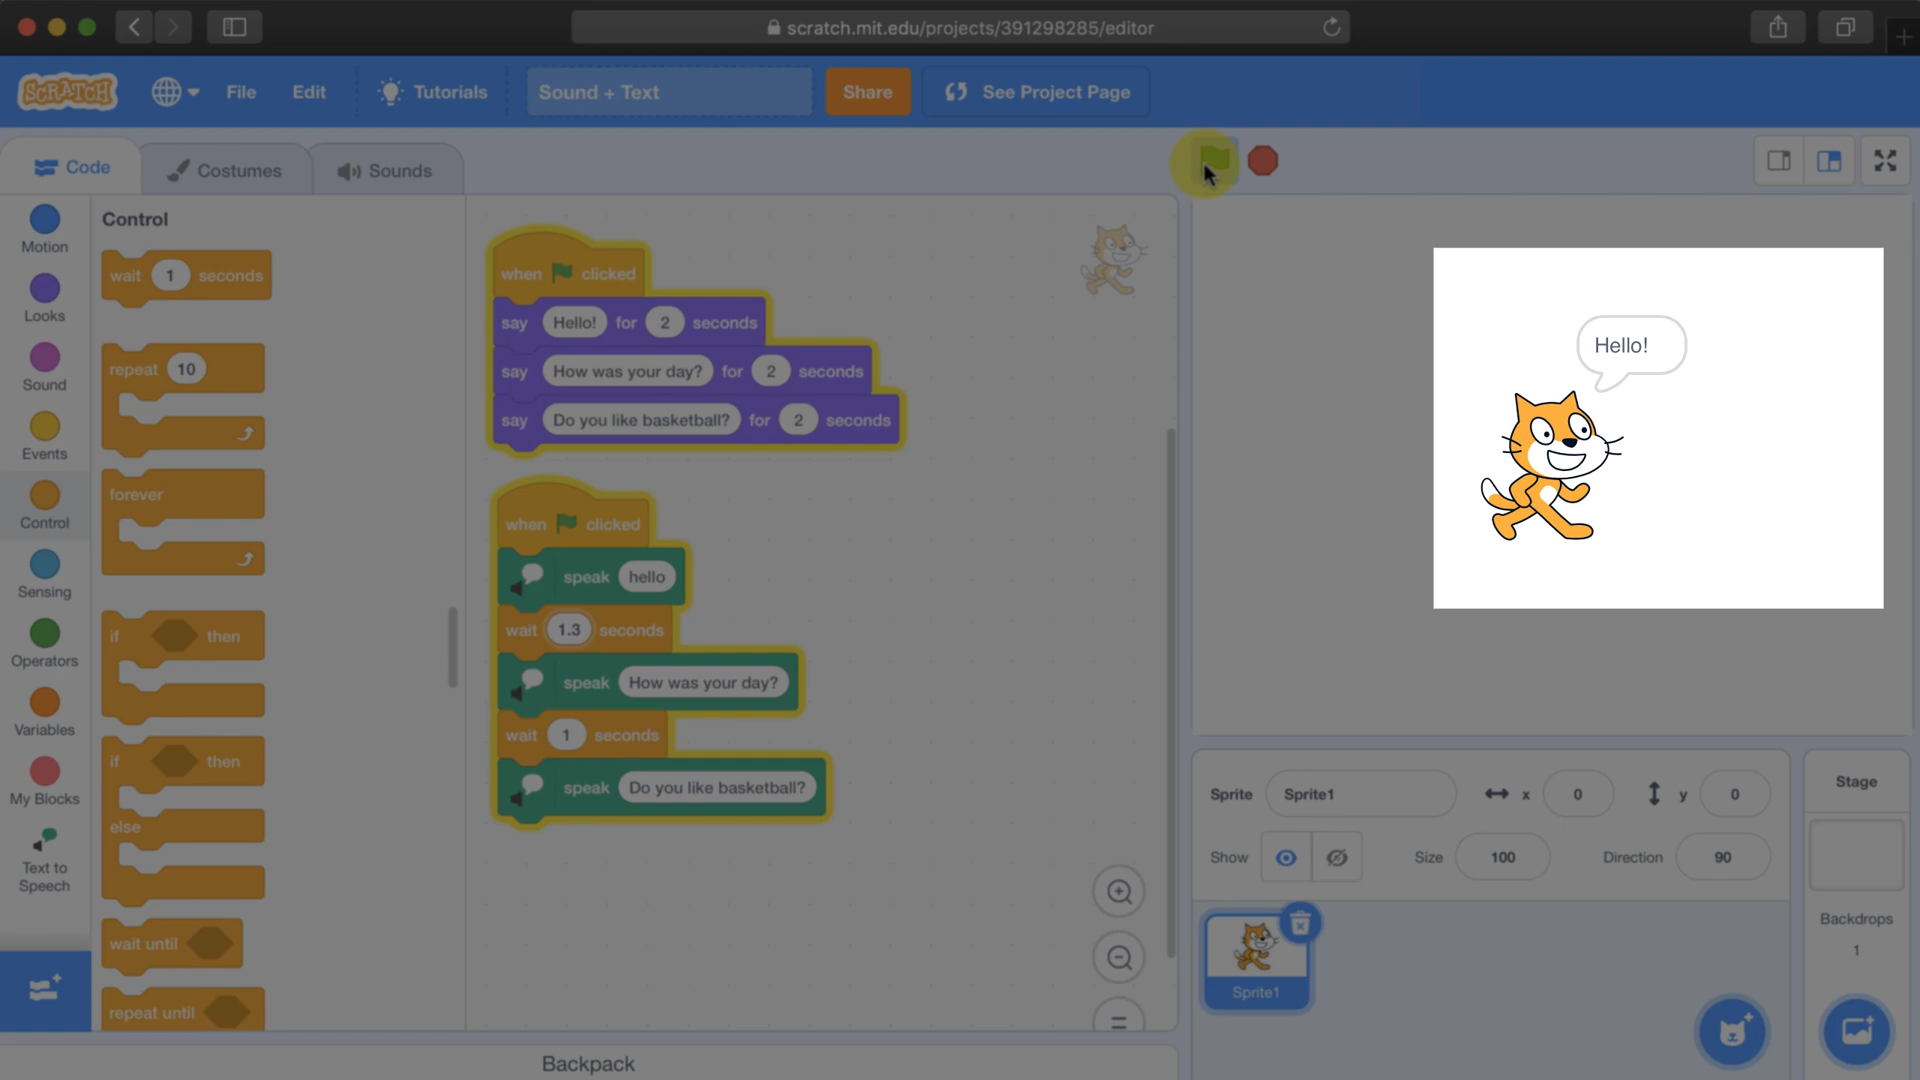 scratch.mit.edu/projects/391298285/editor
SCRATCH
File
Edit
Tutorials
Sound + Text
Share
See Project Page
Code
Costumes
Sounds
Motion
Looks
Sound
Events
Control
Sensing
Operators
Variables
My Blocks
Text to
Speech
Control
wait 1 seconds
repeat 10
forever
if then
if then
else
wait until
repeat until
when clicked
say Hello! for 2 seconds
say How was your day? for 2 seconds
say Do you like basketball? for 2 seconds
when clicked
speak hello
wait 1.3 seconds
speak How was your day?
wait 1 seconds
speak Do you like basketball?
Backpack
Hello!
Sprite Sprite1 x 0 y 0
Show Size 100 Direction 90
Sprite1
Stage
Backdrops
1